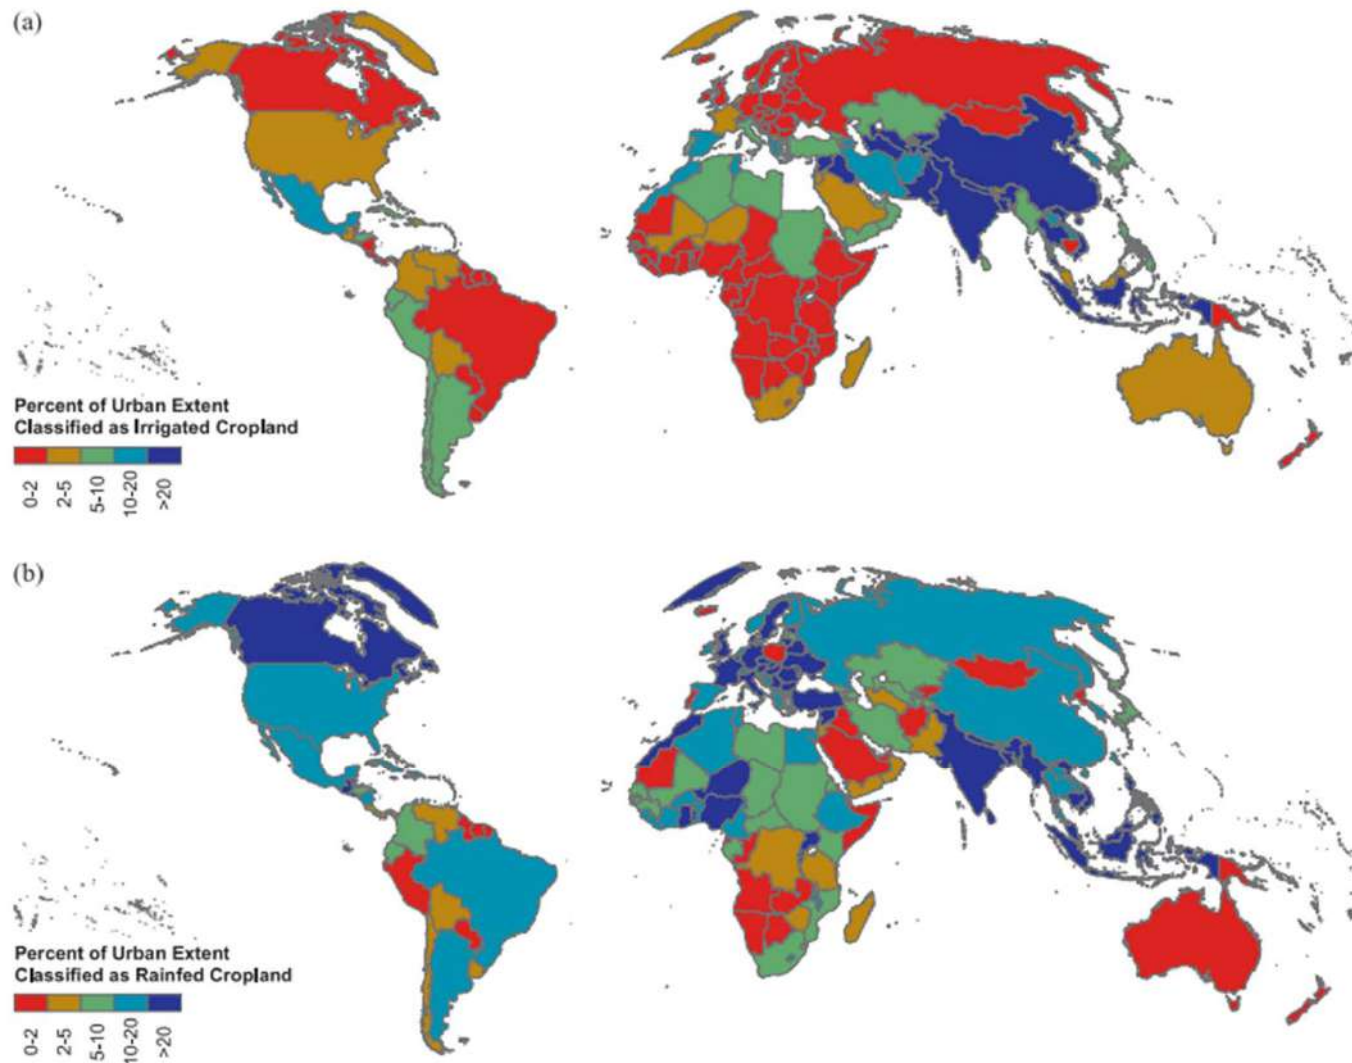 (a)
Percent of Urban Extent
Classified as Irrigated Cropland
0-2
2-5
5-10
10-20
>20
(b)
Percent of Urban Extent
Classified as Rainfed Cropland
0-2
2-5
5-10
10-20
>20